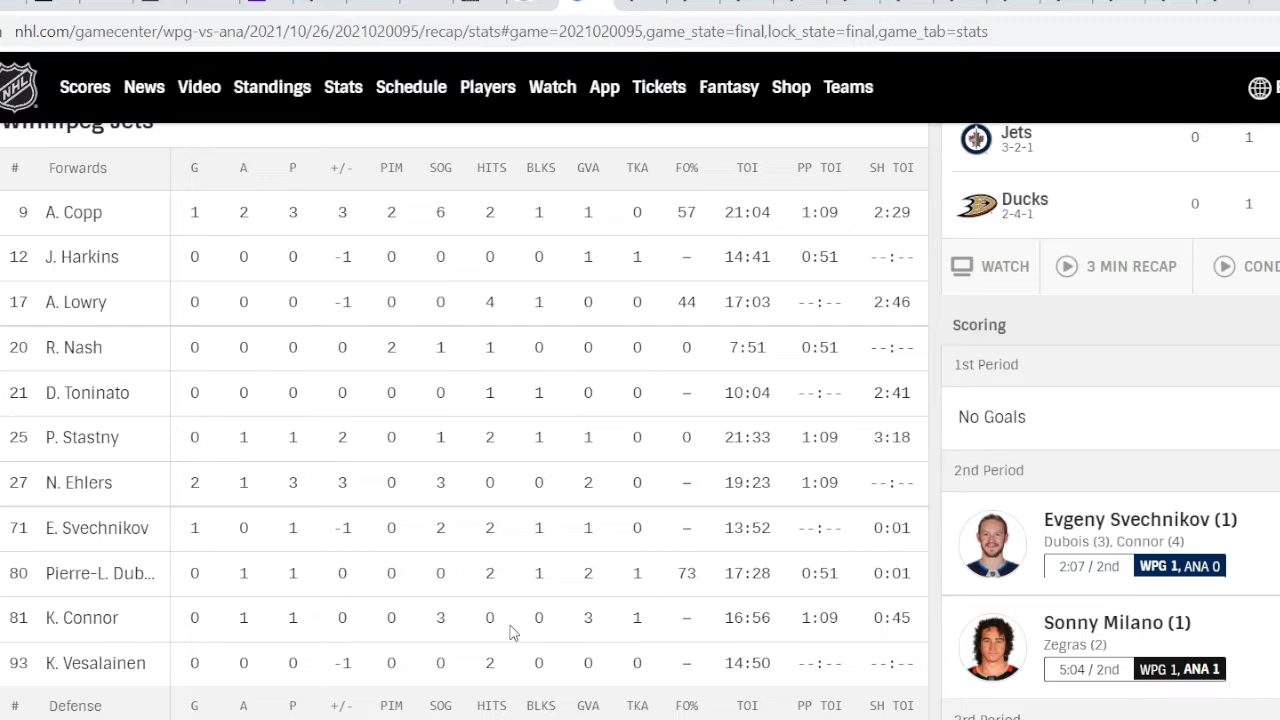 nhl.com/gamecenter/wpg-vs-ana/2021/10/26/2021020095/recap/stats#game=2021020095,game_state=final,lock_state=final,game_tab=stats
NHL
Scores News Video Standings Stats Schedule Players Watch App Tickets Fantasy Shop Teams
Winnipeg Jets
# Forwards G A P +/- PIM SOG HITS BLKS GVA TKA FO% TOI PP TOI SH TOI
9 A. Copp 1 2 3 3 2 6 2 1 1 0 57 21:04 1:09 2:29
12 J. Harkins 0 0 0 -1 0 0 0 0 1 1 – 14:41 0:51 --:--
17 A. Lowry 0 0 0 -1 0 0 4 1 0 0 44 17:03 --:-- 2:46
20 R. Nash 0 0 0 0 2 1 1 0 0 0 0 7:51 0:51 --:--
21 D. Toninato 0 0 0 0 0 0 1 1 0 0 – 10:04 --:-- 2:41
25 P. Stastny 0 1 1 2 0 1 2 1 1 0 0 21:33 1:09 3:18
27 N. Ehlers 2 1 3 3 0 3 0 0 2 0 – 19:23 1:09 --:--
71 E. Svechnikov 1 0 1 -1 0 2 2 1 1 0 – 13:52 --:-- 0:01
80 Pierre-L. Dub... 0 1 1 0 0 0 2 1 2 1 73 17:28 0:51 0:01
81 K. Connor 0 1 1 0 0 3 0 0 3 1 – 16:56 1:09 0:45
93 K. Vesalainen 0 0 0 -1 0 0 2 0 0 0 – 14:50 --:-- --:--
# Defense G A P +/- PIM SOG HITS BLKS GVA TKA FO% TOI PP TOI SH TOI
Jets 0 1
3-2-1
Ducks 0 1
2-4-1
WATCH 3 MIN RECAP COND
Scoring
1st Period
No Goals
2nd Period
Evgeny Svechnikov (1)
Dubois (3), Connor (4)
2:07 / 2nd WPG 1, ANA 0
Sonny Milano (1)
Zegras (2)
5:04 / 2nd WPG 1, ANA 1
3rd Period